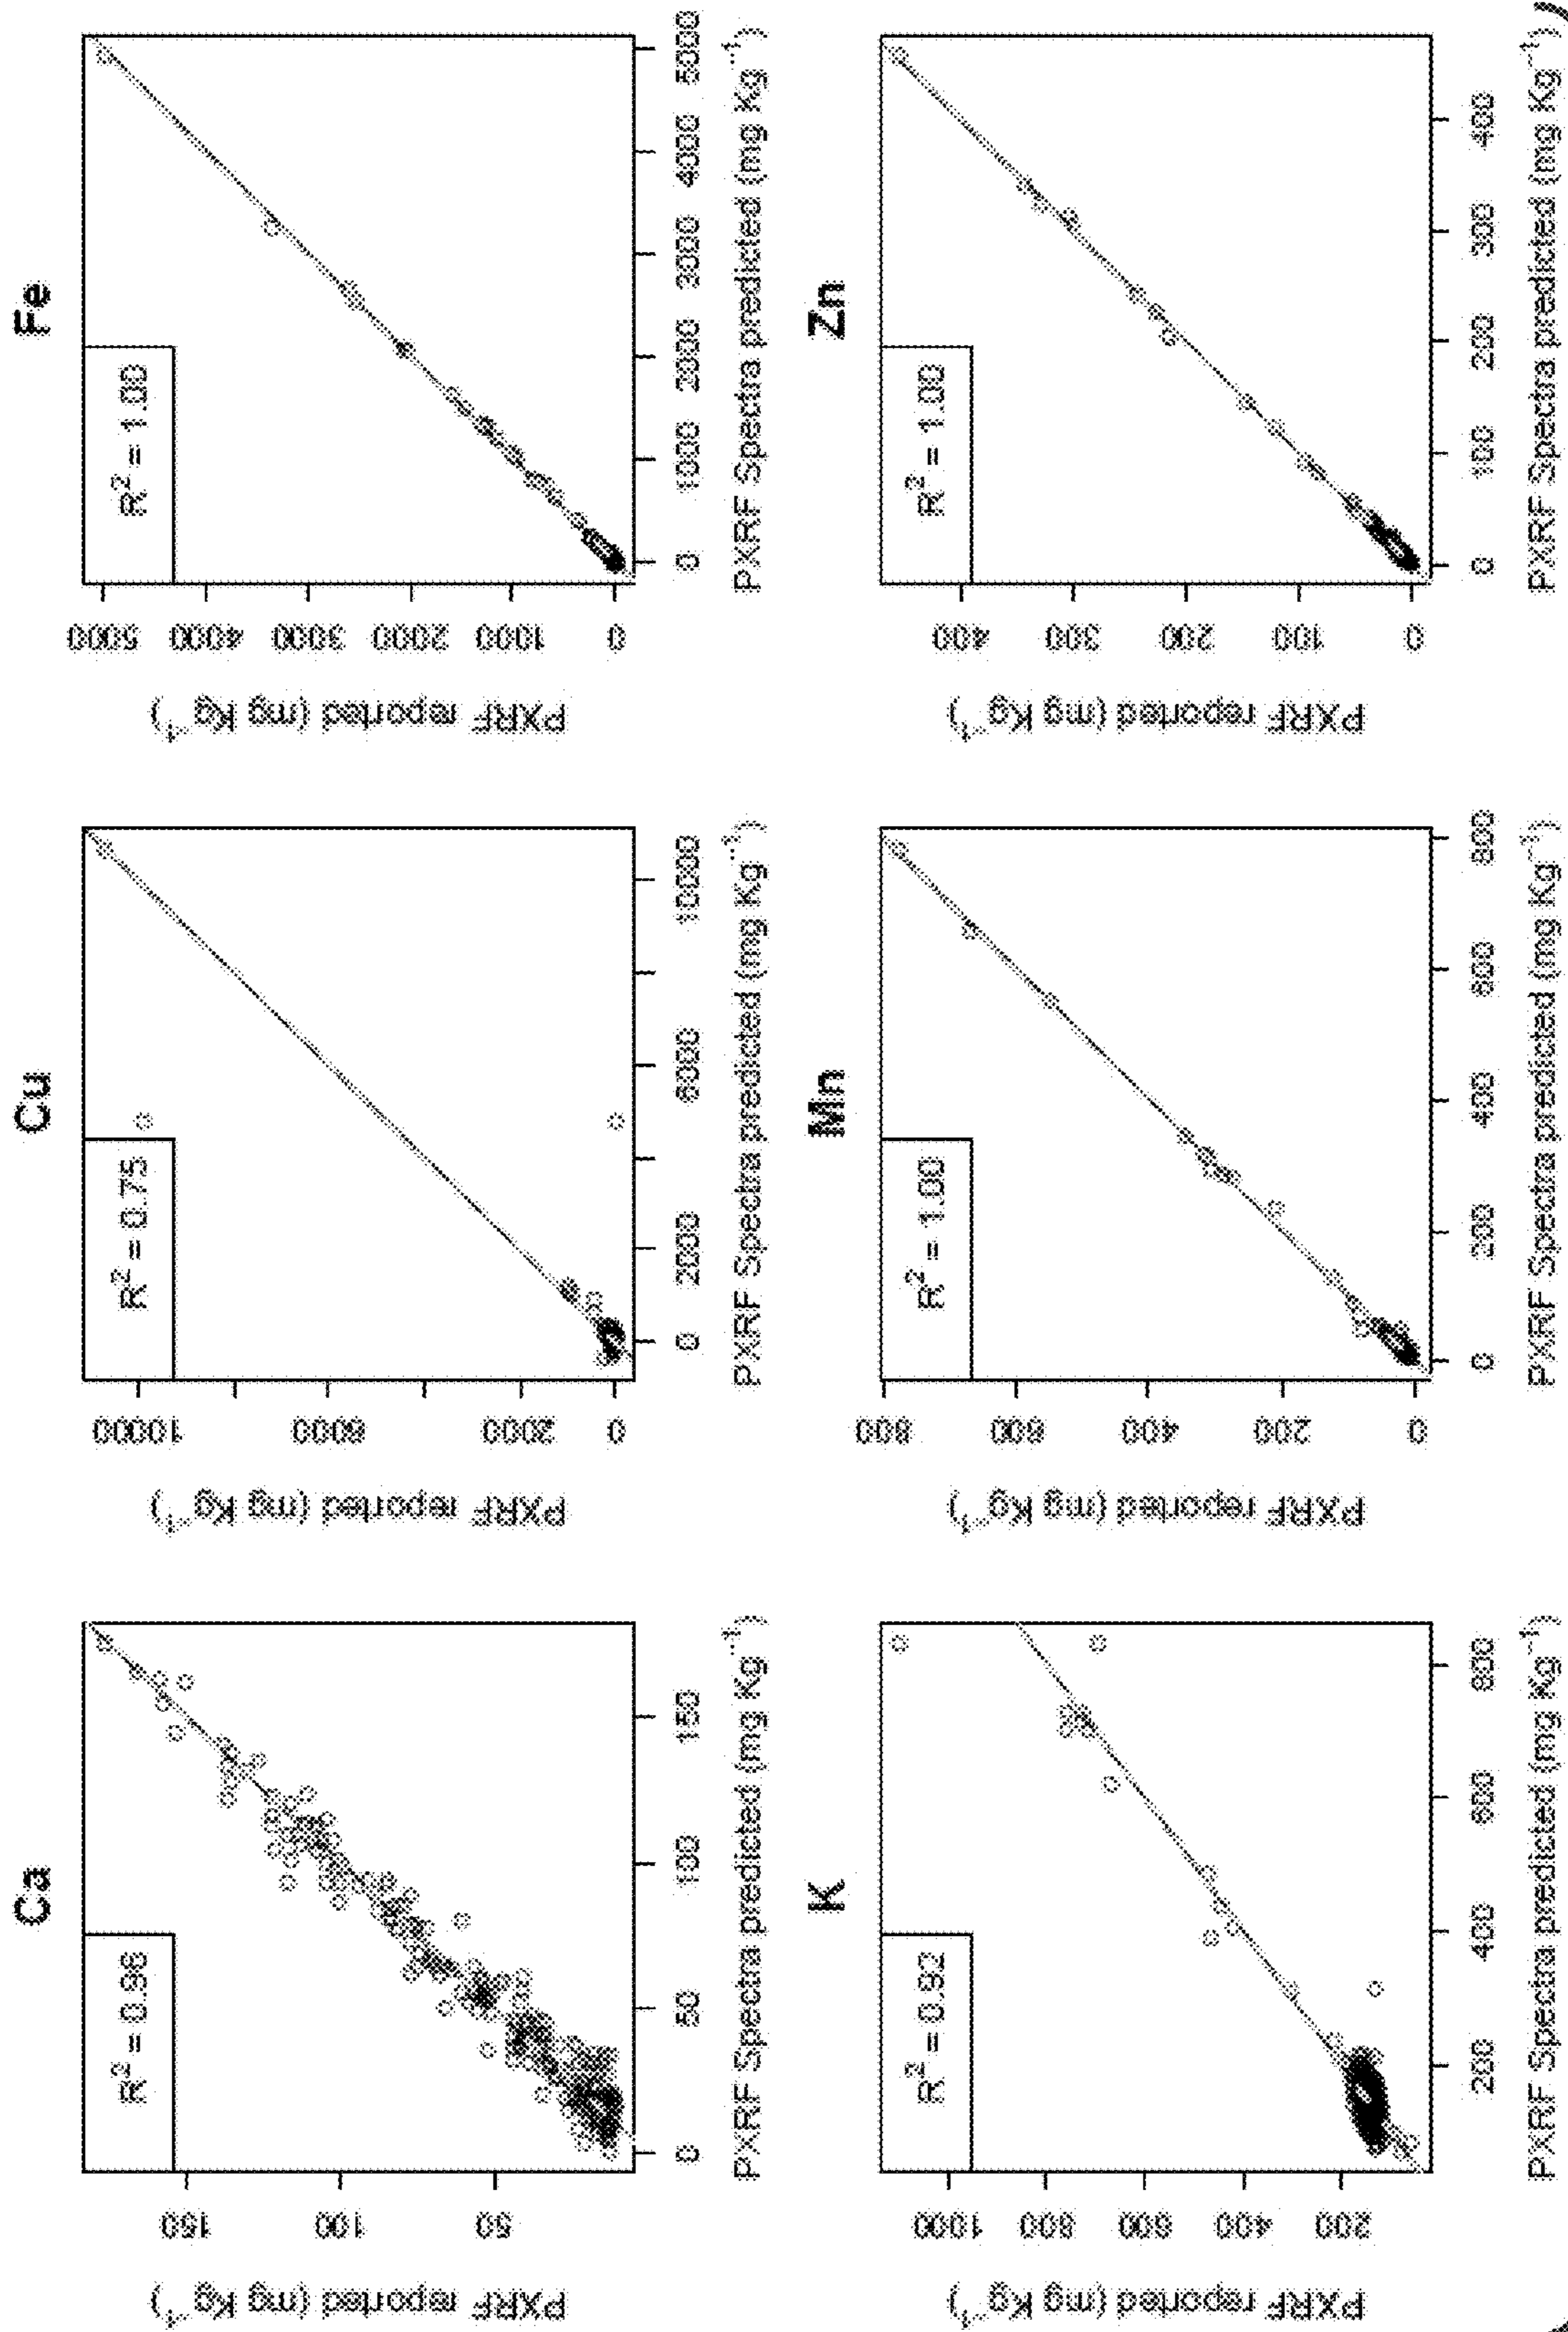 Ca
R² = 0.98
PXRF reported (mg Kg⁻¹)
150
100
50
0 50 100 150
PXRF Spectra predicted (mg Kg⁻¹)
Cu
R² = 0.75
PXRF reported (mg Kg⁻¹)
10000
6000
2000
0
0 2000 6000 10000
PXRF Spectra predicted (mg Kg⁻¹)
Fe
R² = 1.00
PXRF reported (mg Kg⁻¹)
5000
4000
3000
2000
1000
0
0 1000 2000 3000 4000 5000
PXRF Spectra predicted (mg Kg⁻¹)
K
R² = 0.92
PXRF reported (mg Kg⁻¹)
1000
800
600
400
200
200 400 600 800
PXRF Spectra predicted (mg Kg⁻¹)
Mn
R² = 1.00
PXRF reported (mg Kg⁻¹)
800
600
400
200
0
0 200 400 600 800
PXRF Spectra predicted (mg Kg⁻¹)
Zn
R² = 1.00
PXRF reported (mg Kg⁻¹)
400
300
200
100
0
0 100 200 300 400
PXRF Spectra predicted (mg Kg⁻¹)